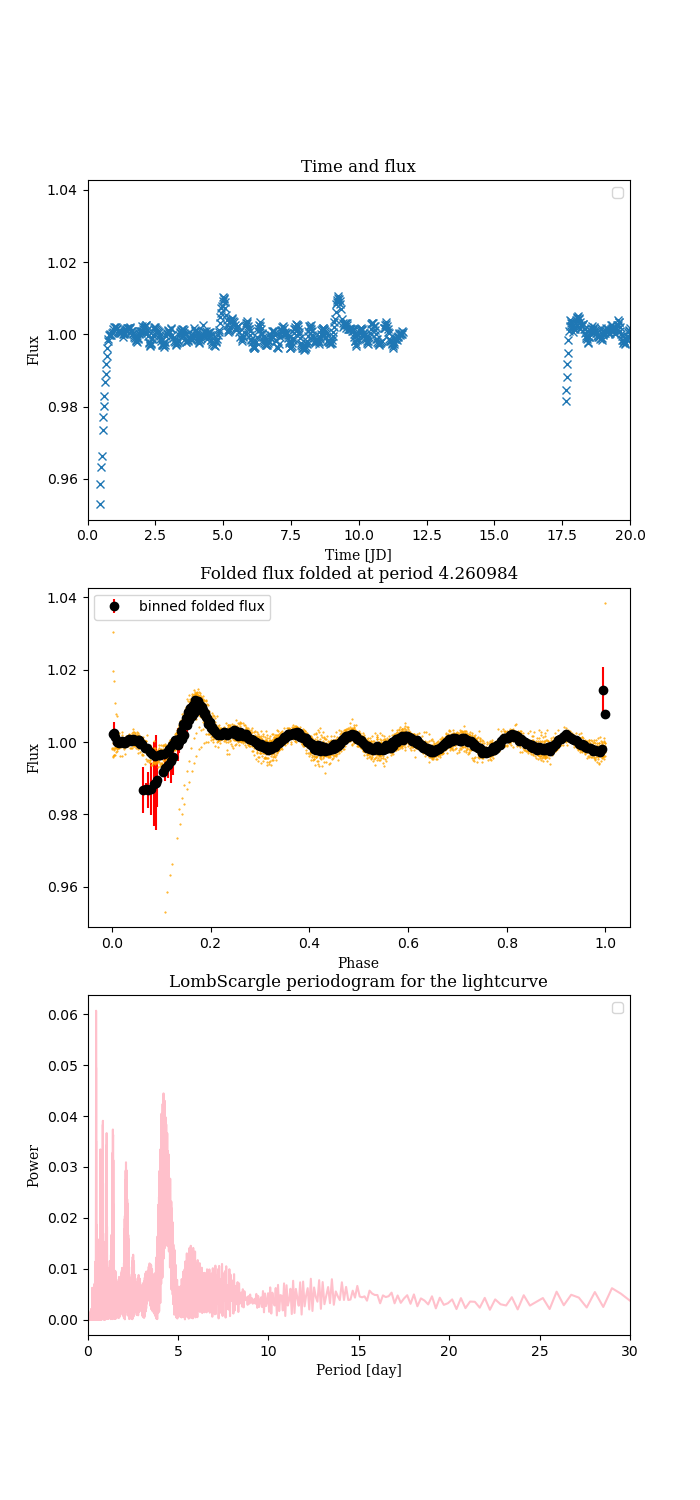 Time and flux
1.04
1.02
1.00
0.98
0.96
Flux
0.0 2.5 5.0 7.5 10.0 12.5 15.0 17.5 20.0
Time [JD]
Folded flux folded at period 4.260984
binned folded flux
1.04
1.02
1.00
0.98
0.96
Flux
0.0 0.2 0.4 0.6 0.8 1.0
Phase
LombScargle periodogram for the lightcurve
0.06
0.05
0.04
0.03
0.02
0.01
0.00
Power
0 5 10 15 20 25 30
Period [day]